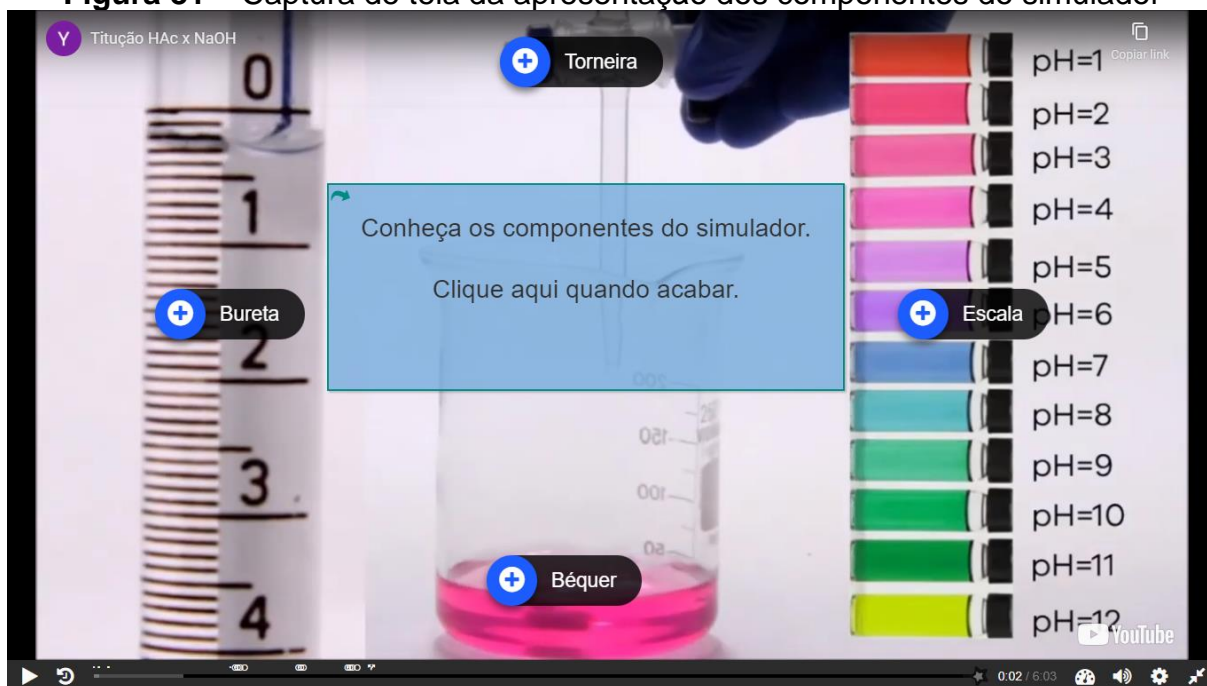 Figura 31 – Captura de tela da apresentação dos componentes do simulador
Y
Titução HAc x NaOH
Copiar link
Torneira
0
1
2
3
4
Conheça os componentes do simulador.
Clique aqui quando acabar.
Bureta
Escala
Béquer
200
250
150
100
50
pH=1
pH=2
pH=3
pH=4
pH=5
pH=6
pH=7
pH=8
pH=9
pH=10
pH=11
pH=12
YouTube
0:02 / 6:03